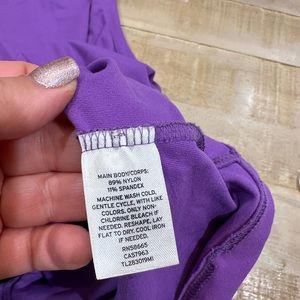 MAIN BODY/CORPS:
89% NYLON
11% SPANDEX
MACHINE WASH COLD,
GENTLE CYCLE, WITH LIKE
COLORS. ONLY NON-
CHLORINE BLEACH IF
NEEDED. RESHAPE, LAY
FLAT TO DRY. COOL IRON
IF NEEDED.
RN58665
CA57963
TL283019MI